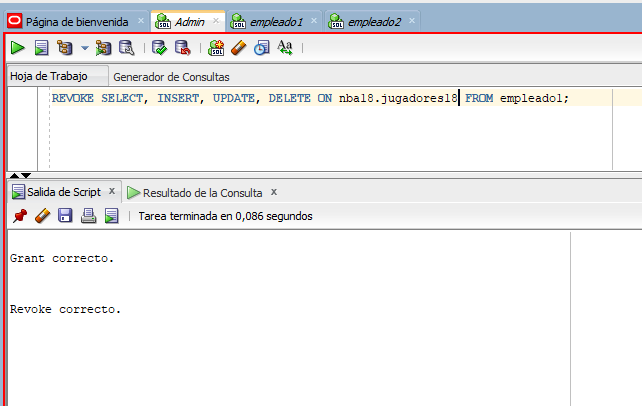 Página de bienvenida × Admin × empleado1 × empleado2 ×
Hoja de Trabajo Generador de Consultas
REVOKE SELECT, INSERT, UPDATE, DELETE ON nba18.jugadores18 FROM empleado1;
Salida de Script x Resultado de la Consulta x
Tarea terminada en 0,086 segundos
Grant correcto.
Revoke correcto.